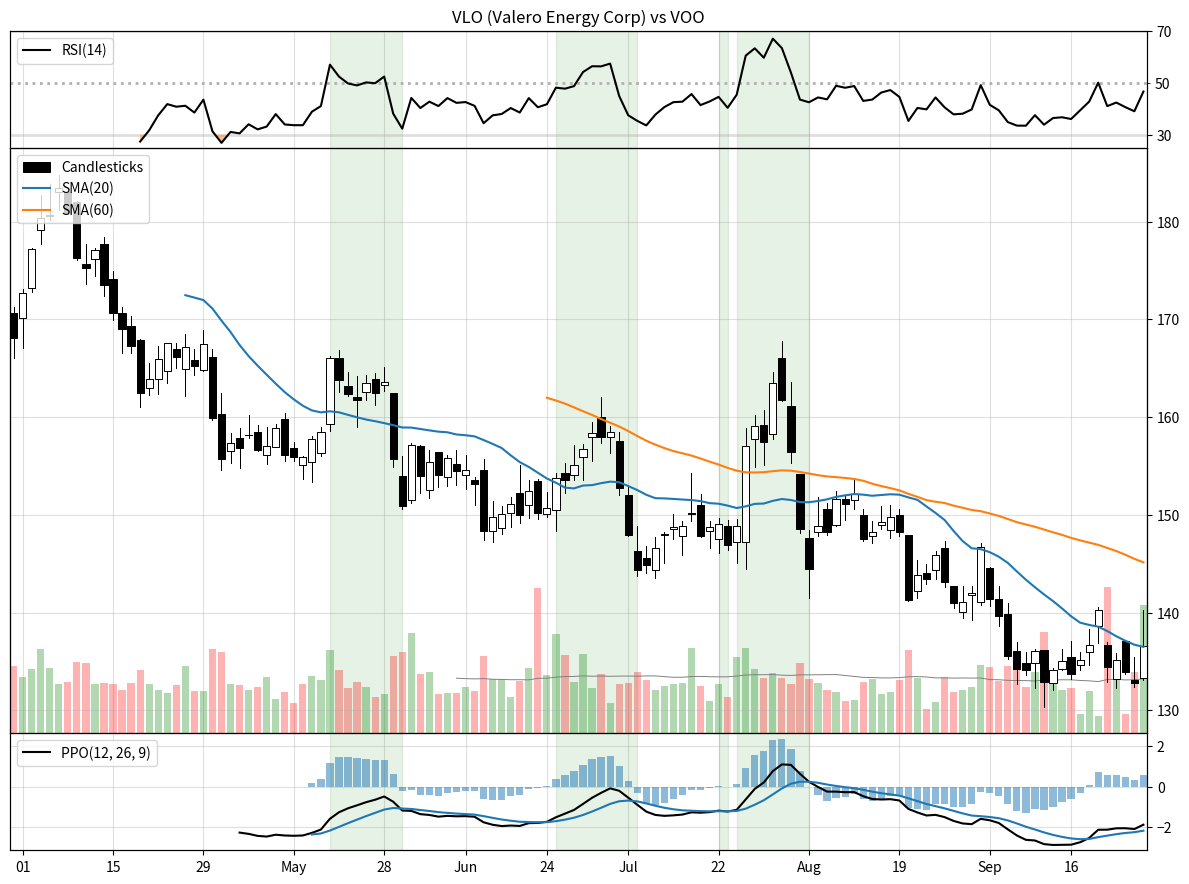 VLO (Valero Energy Corp) vs VOO
RSI(14)
70
50
30
Candlesticks
SMA(20)
SMA(60)
180
170
160
150
140
130
PPO(12, 26, 9)
2
0
−2
01 15 29 May 28 Jun 24 Jul 22 Aug 19 Sep 16